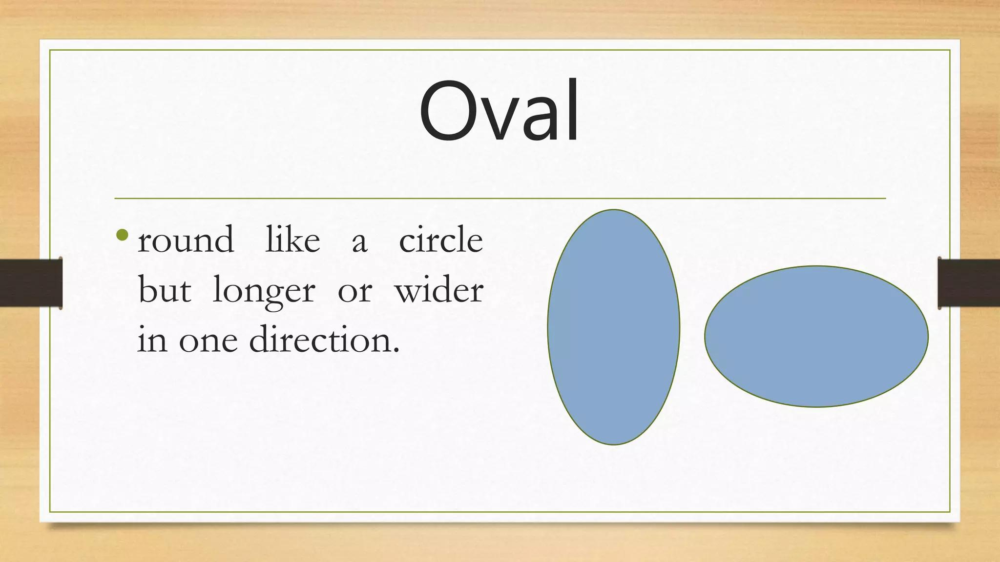 Oval
• round like a circle
but longer or wider
in one direction.